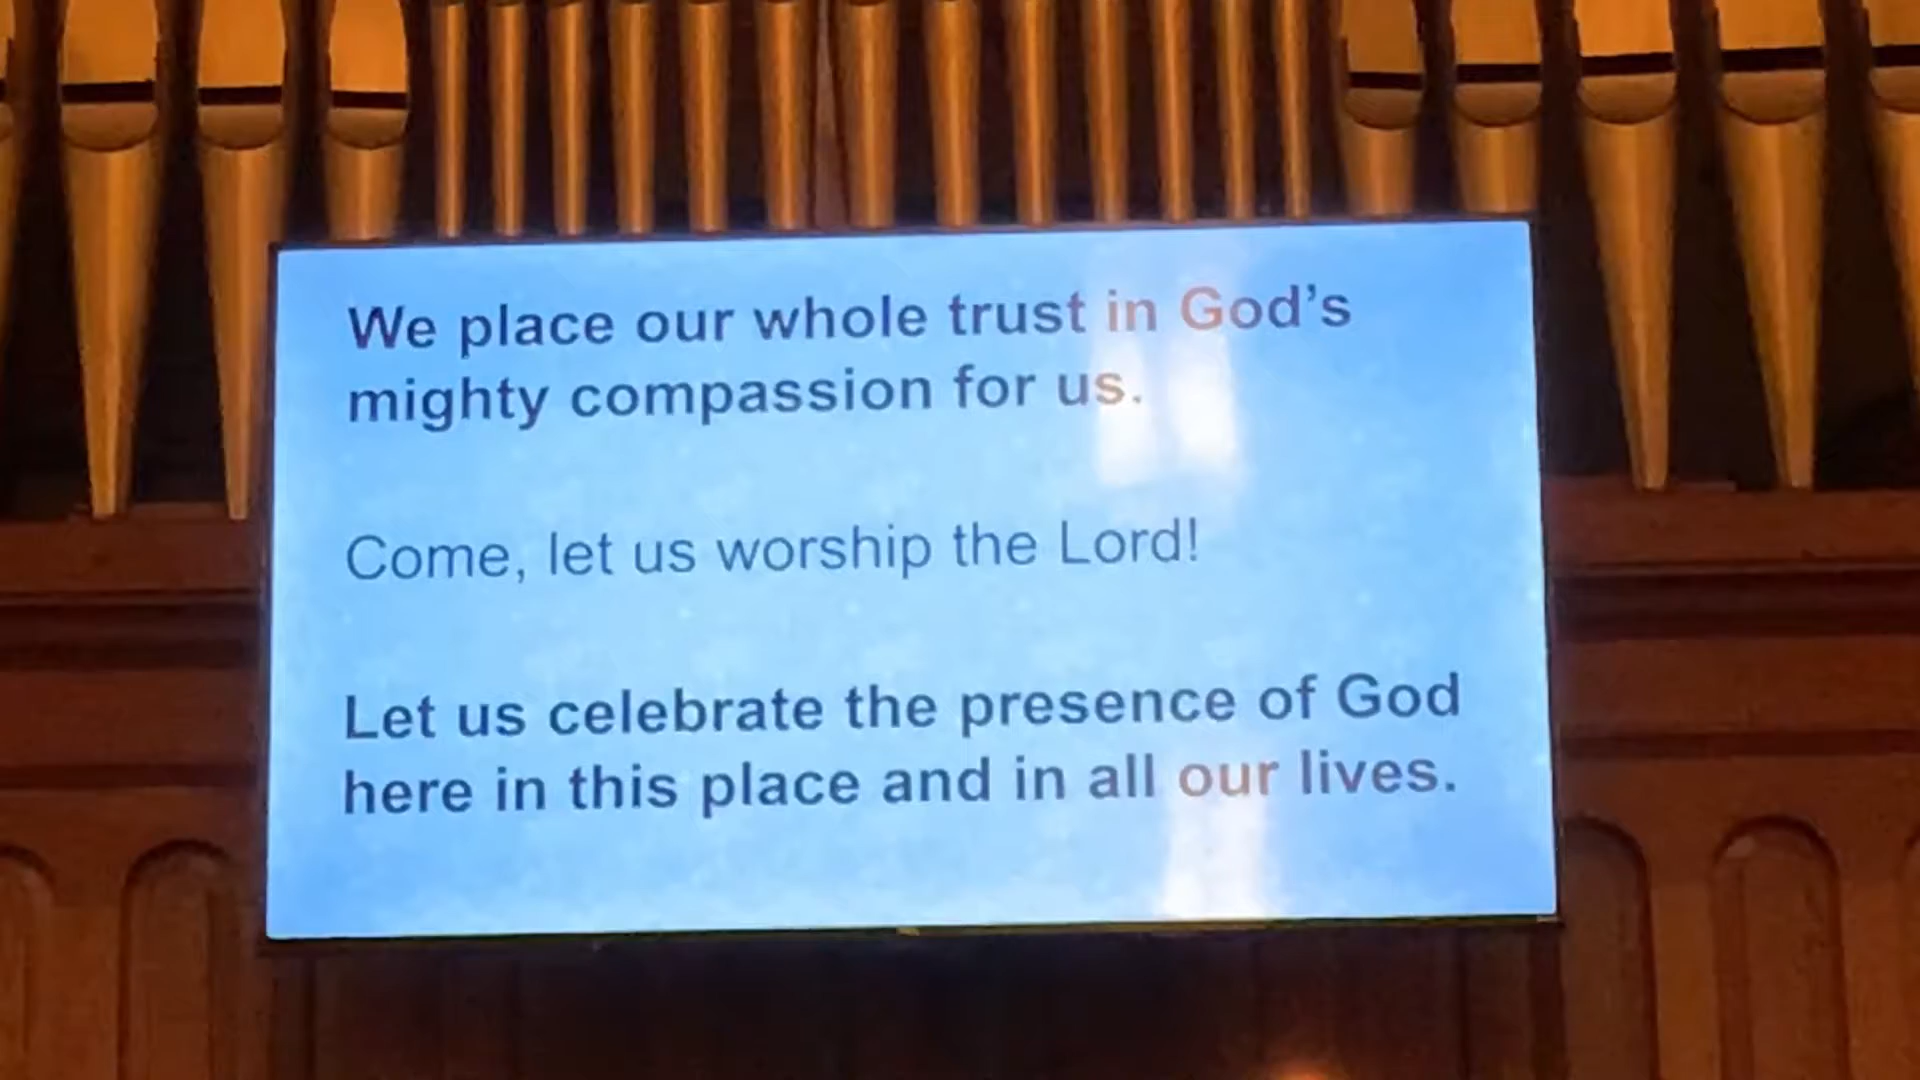 We place our whole trust in God’s
mighty compassion for us.
Come, let us worship the Lord!
Let us celebrate the presence of God
here in this place and in all our lives.